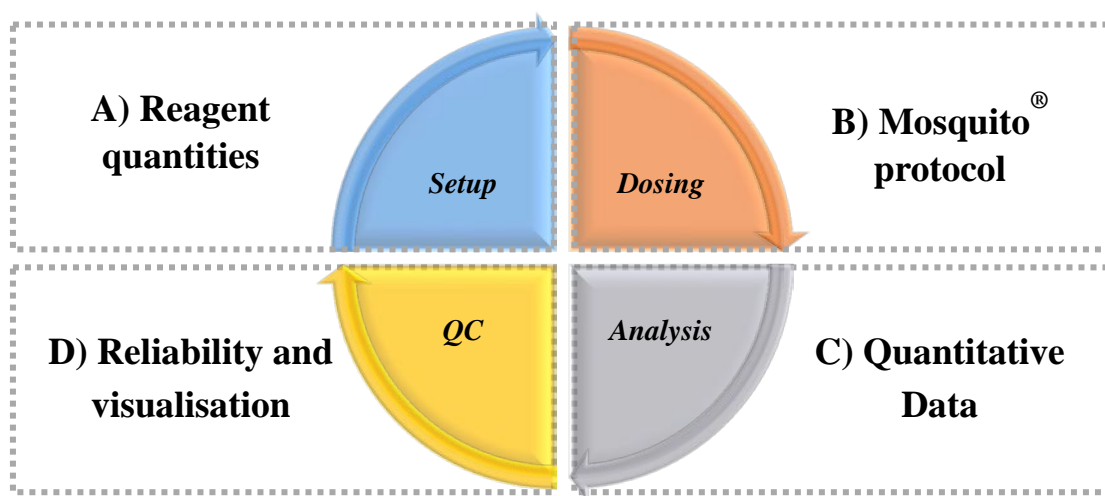 A) Reagent
quantities
Setup
Dosing
B) Mosquito®
protocol
D) Reliability and
visualisation
QC
Analysis
C) Quantitative
Data